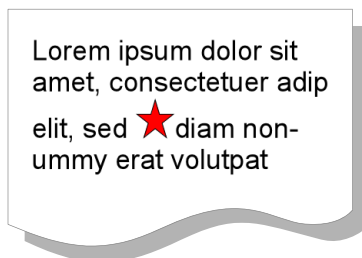 Lorem ipsum dolor sit
amet, consectetuer adip
elit, sed diam non-
ummy erat volutpat